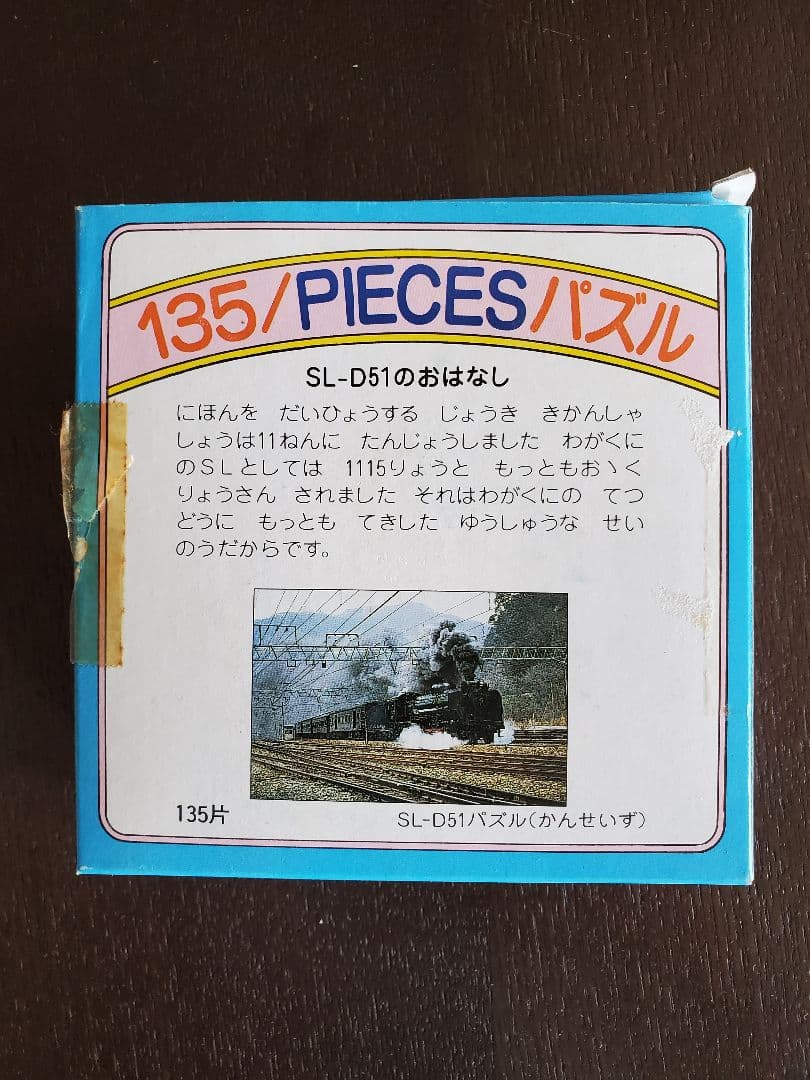 135/PIECESパズル
SL-D51のおはなし
にほんを だいひょうする じょうき きかんしゃ
しょうは11ねんに たんじょうしました わがくに
のSLとしては 1115りょうと もっともおゝく
りょうさん されました それはわがくにの てつ
どうに もっとも てきした ゆうしゅうな せい
のうだからです。
135片
SL-D51パズル(かんせいず)